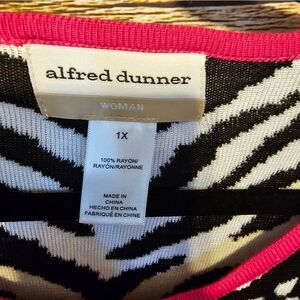 alfred dunner
WOMAN
1X
100% RAYON/
RAYÓN/RAYONNE
MADE IN
CHINA
HECHO EN CHINA
FABRIQUÉ EN CHINE